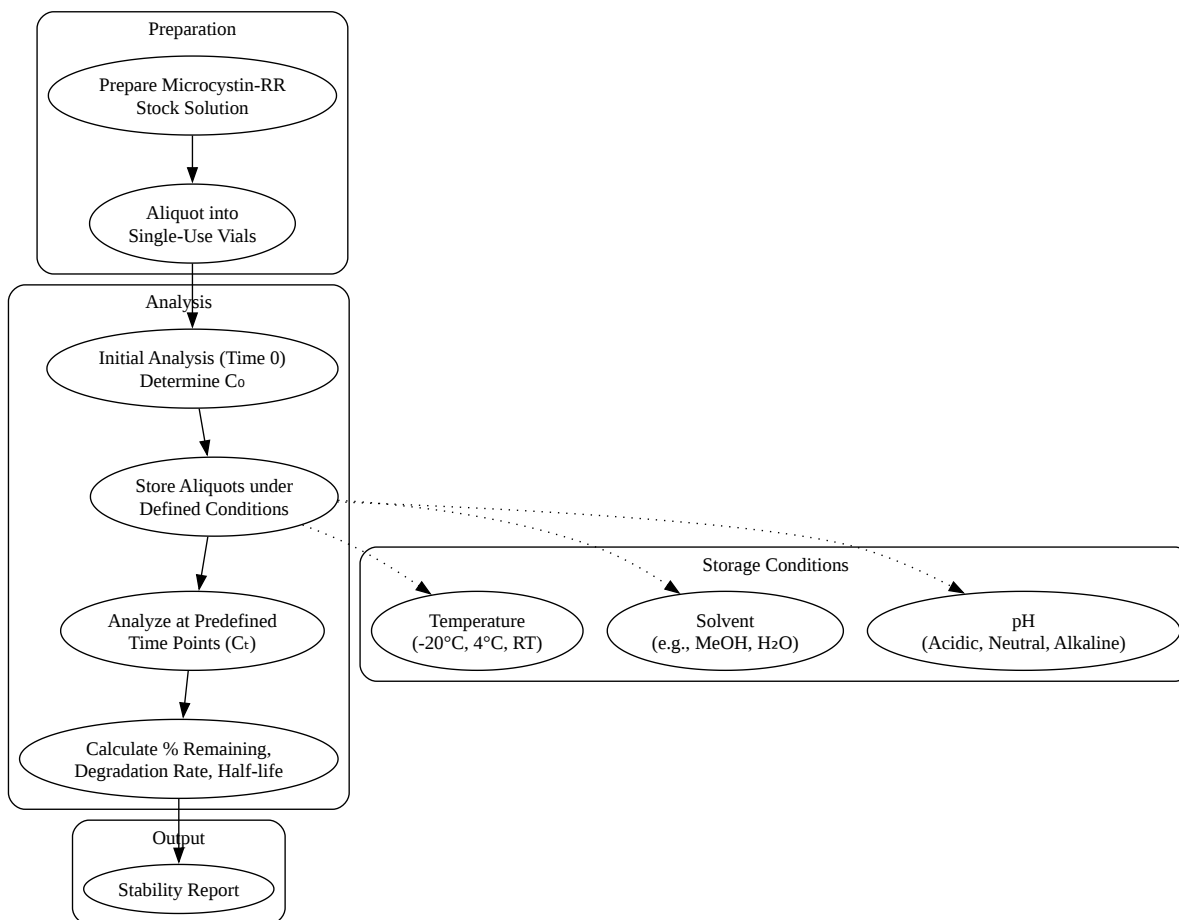 Preparation
Prepare Microcystin-RR
Stock Solution
Aliquot into
Single-Use Vials
Analysis
Initial Analysis (Time 0)
Determine C₀
Store Aliquots under
Defined Conditions
Storage Conditions
Temperature
(-20°C, 4°C, RT)
Solvent
(e.g., MeOH, H₂O)
pH
(Acidic, Neutral, Alkaline)
Analyze at Predefined
Time Points (Cₜ)
Calculate % Remaining,
Degradation Rate, Half-life
Output
Stability Report